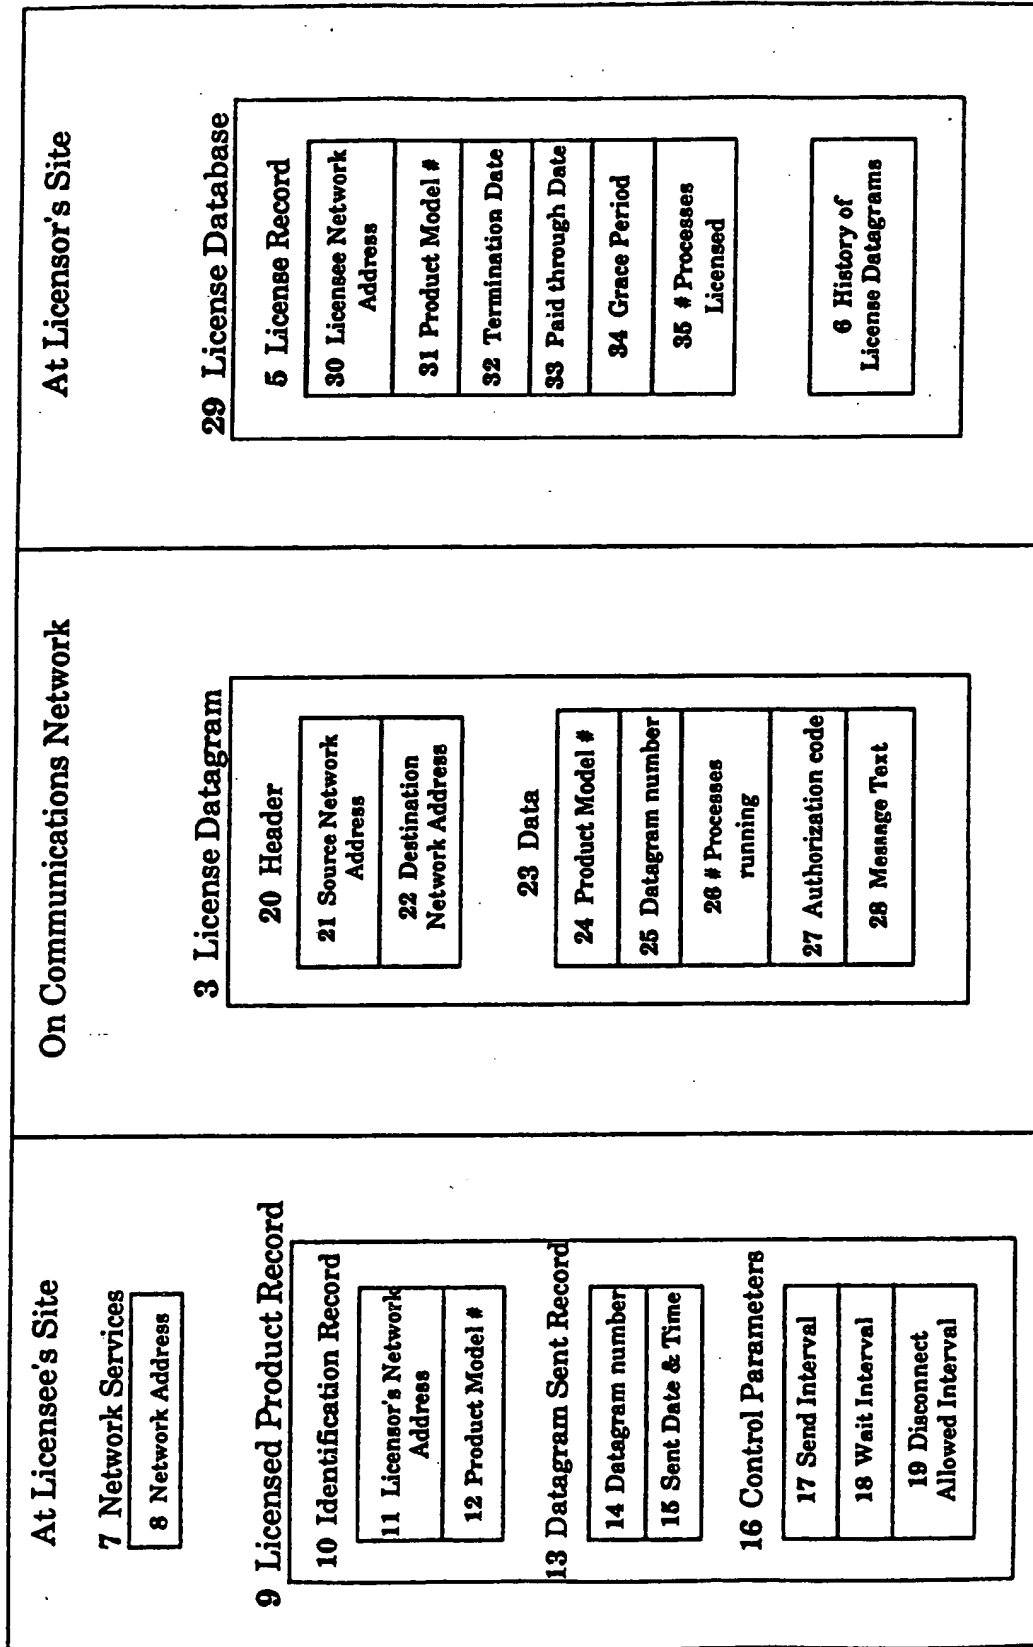 At Licensee's Site
7 Network Services
8 Network Address
9 Licensed Product Record
10 Identification Record
11 Licensor's Network
Address
12 Product Model #
13 Datagram Sent Record
14 Datagram number
15 Sent Date & Time
16 Control Parameters
17 Send Interval
18 Wait Interval
19 Disconnect
Allowed Interval
On Communications Network
3 License Datagram
20 Header
21 Source Network
Address
22 Destination
Network Address
23 Data
24 Product Model #
25 Datagram number
26 # Processes
running
27 Authorization code
28 Message Text
At Licensor's Site
29 License Database
5 License Record
30 Licensee Network
Address
31 Product Model #
32 Termination Date
33 Paid through Date
34 Grace Period
35 # Processes
Licensed
6 History of
License Datagrams